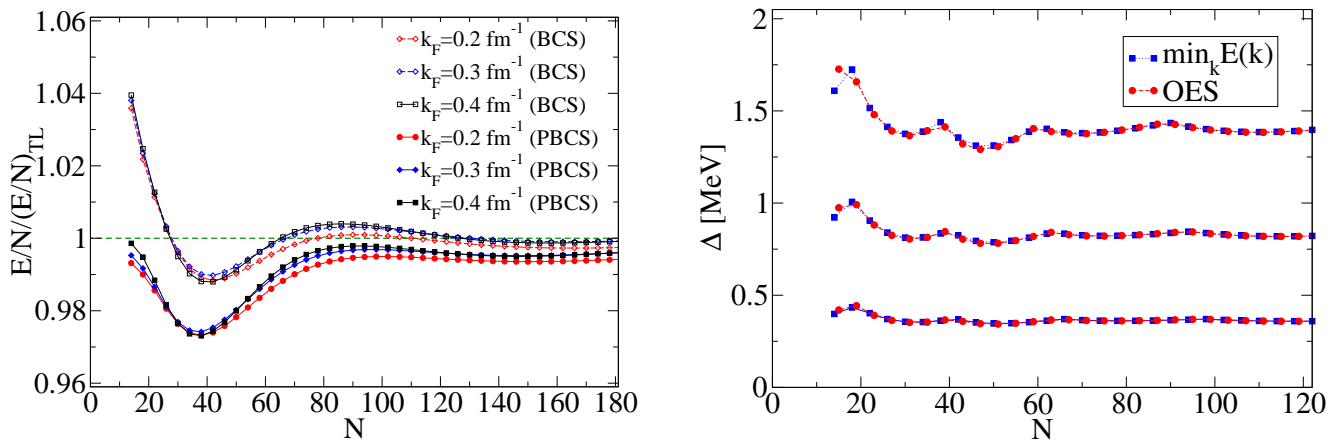 1.06
1.04
1.02
1
0.98
0.96
E/N/(E/N)_TL
k_F=0.2 fm^-1 (BCS)
k_F=0.3 fm^-1 (BCS)
k_F=0.4 fm^-1 (BCS)
k_F=0.2 fm^-1 (PBCS)
k_F=0.3 fm^-1 (PBCS)
k_F=0.4 fm^-1 (PBCS)
0 20 40 60 80 100 120 140 160 180
N
2
1.5
1
0.5
0
Δ [MeV]
min_k E(k)
OES
0 20 40 60 80 100 120
N